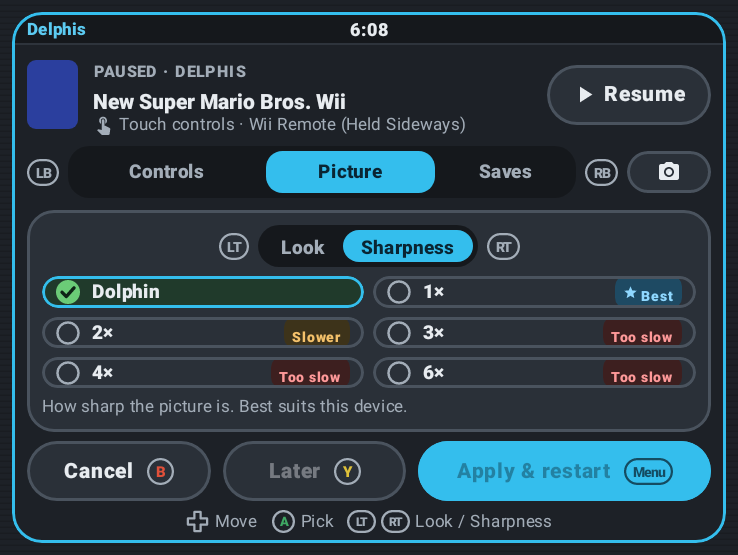 Delphis 6:08
PAUSED · DELPHIS
New Super Mario Bros. Wii
Touch controls · Wii Remote (Held Sideways)
Resume
LB Controls Picture Saves RB
LT Look Sharpness RT
Dolphin
1× Best
2× Slower
3× Too slow
4× Too slow
6× Too slow
How sharp the picture is. Best suits this device.
Cancel B
Later Y
Apply & restart Menu
Move A Pick LT RT Look / Sharpness